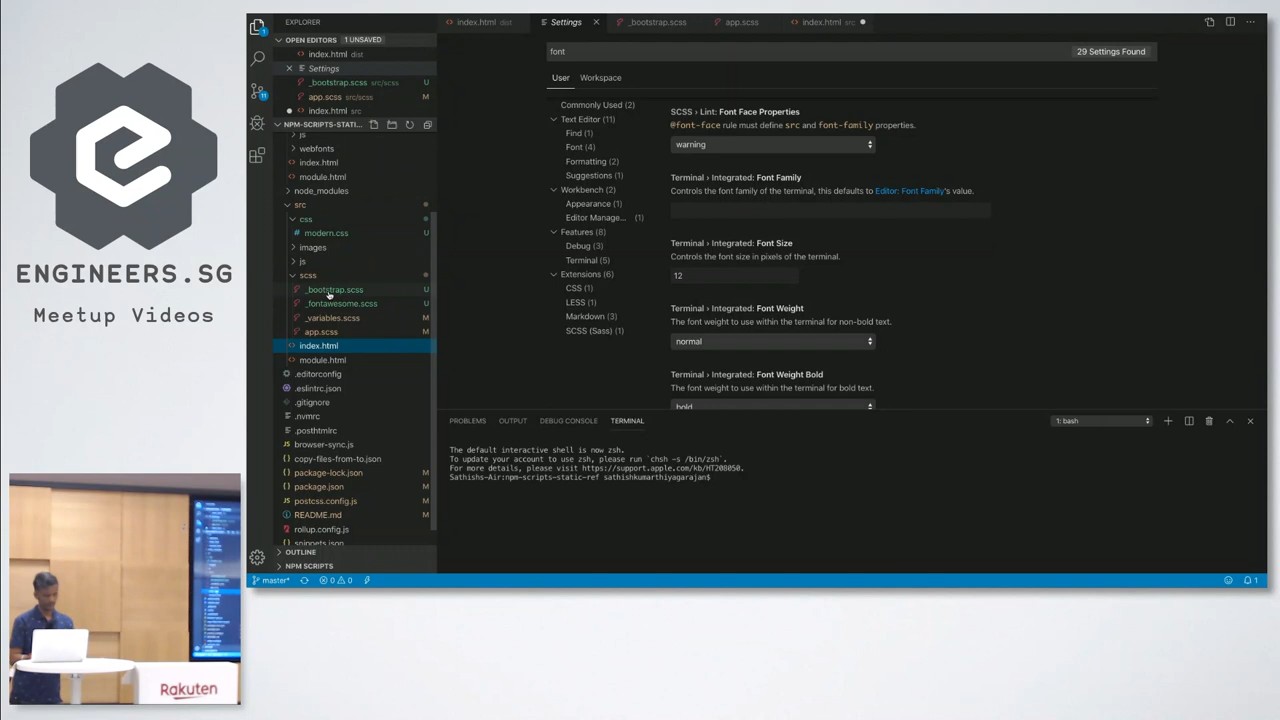 ENGINEERS.SG
Meetup Videos
Rakuten
1
11
EXPLORER
OPEN EDITORS 1 UNSAVED
index.html dist
Settings
_bootstrap.scss src/scss U
app.scss src/scss M
index.html src
NPM-SCRIPTS-STATI...
js
webfonts
index.html
module.html
node_modules
src
css
modern.css U
images
js
scss
_bootstrap.scss U
_fontawesome.scss U
_variables.scss M
app.scss M
index.html
module.html
.editorconfig
.eslintrc.json
.gitignore
.nvmrc
.posthtmlrc
browser-sync.js
copy-files-from-to.json
package-lock.json M
package.json M
postcss.config.js M
README.md M
rollup.config.js
snippets.json
OUTLINE
NPM SCRIPTS
index.html dist
Settings
_bootstrap.scss
app.scss
index.html src
font
29 Settings Found
User Workspace
Commonly Used (2)
Text Editor (11)
Find (1)
Font (4)
Formatting (2)
Suggestions (1)
Workbench (2)
Appearance (1)
Editor Manage... (1)
Features (8)
Debug (3)
Terminal (5)
Extensions (6)
CSS (1)
LESS (1)
Markdown (3)
SCSS (Sass) (1)
SCSS › Lint: Font Face Properties
@font-face rule must define src and font-family properties.
warning
Terminal › Integrated: Font Family
Controls the font family of the terminal, this defaults to Editor: Font Family's value.
Terminal › Integrated: Font Size
Controls the font size in pixels of the terminal.
12
Terminal › Integrated: Font Weight
The font weight to use within the terminal for non-bold text.
normal
Terminal › Integrated: Font Weight Bold
The font weight to use within the terminal for bold text.
bold
PROBLEMS OUTPUT DEBUG CONSOLE TERMINAL
1: bash
The default interactive shell is now zsh.
To update your account to use zsh, please run `chsh -s /bin/zsh`.
For more details, please visit https://support.apple.com/kb/HT208050.
Sathishs-Air:npm-scripts-static-ref sathishkumarthiyagarajan$
master* 0 0
1